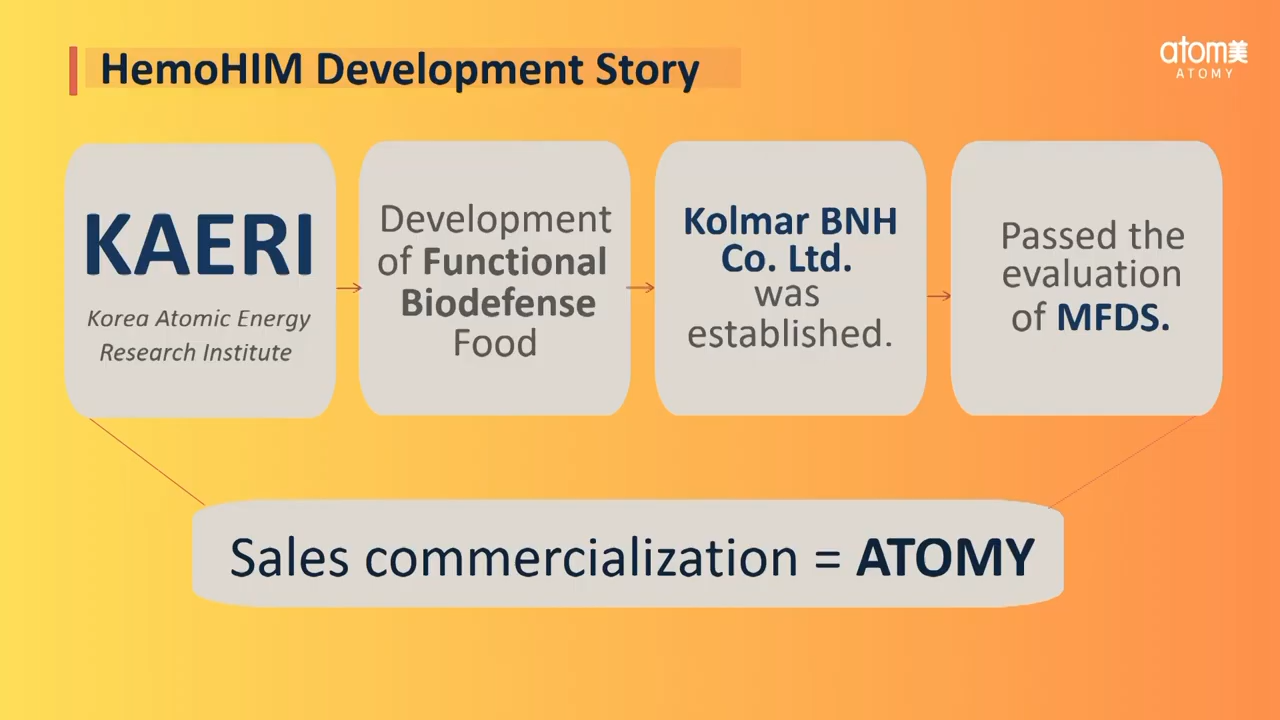 HemoHIM Development Story
atom美
ATOMY
KAERI
Korea Atomic Energy
Research Institute
Development
of Functional
Biodefense
Food
Kolmar BNH
Co. Ltd.
was
established.
Passed the
evaluation
of MFDS.
Sales commercialization = ATOMY